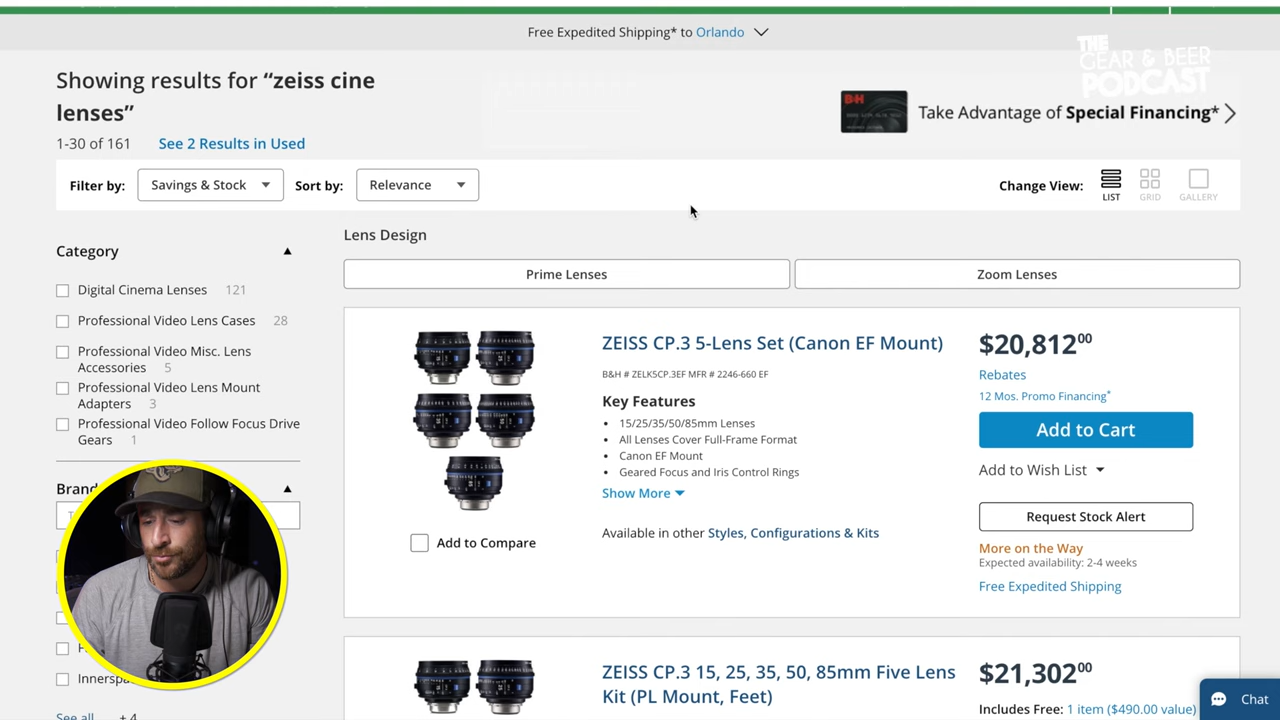 Free Expedited Shipping* to Orlando
THE
GEAR & BEER
PODCAST
Showing results for “zeiss cine
lenses”
1-30 of 161 See 2 Results in Used
B&H
Take Advantage of Special Financing*
Filter by: Savings & Stock Sort by: Relevance
Change View: LIST GRID GALLERY
Category
Digital Cinema Lenses 121
Professional Video Lens Cases 28
Professional Video Misc. Lens
Accessories 5
Professional Video Lens Mount
Adapters 3
Professional Video Follow Focus Drive
Gears 1
Lens Design
Prime Lenses Zoom Lenses
ZEISS CP.3 5-Lens Set (Canon EF Mount)
B&H # ZELK5CP.3EF MFR # 2246-660 EF
Key Features
• 15/25/35/50/85mm Lenses
• All Lenses Cover Full-Frame Format
• Canon EF Mount
• Geared Focus and Iris Control Rings
Show More
Available in other Styles, Configurations & Kits
Add to Compare
$20,812.00
Rebates
12 Mos. Promo Financing*
Add to Cart
Add to Wish List
Request Stock Alert
More on the Way
Expected availability: 2-4 weeks
Free Expedited Shipping
ZEISS CP.3 15, 25, 35, 50, 85mm Five Lens
Kit (PL Mount, Feet)
$21,302.00
Includes Free: 1 item ($490.00 value)
Chat
See all + 4